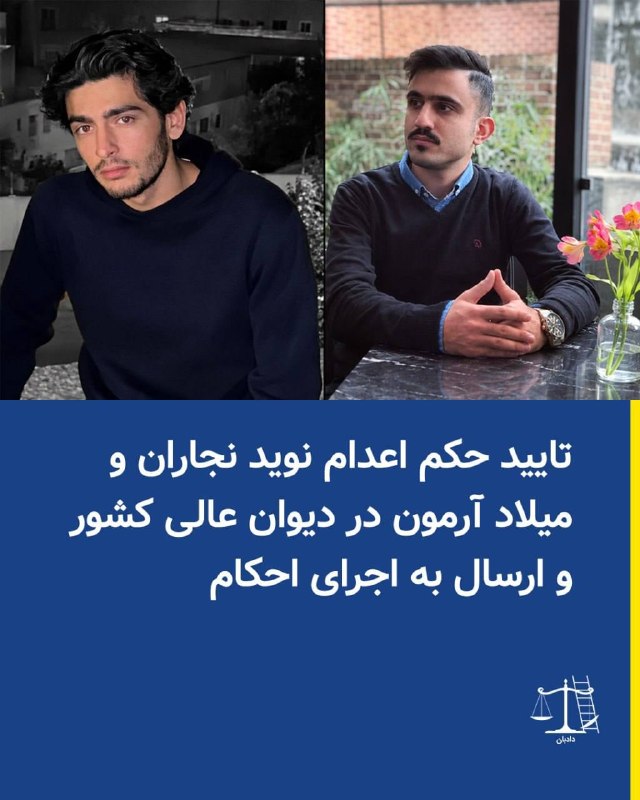 تایید حکم اعدام نوید نجاران و
میلاد آرمون در دیوان عالی کشور
و ارسال به اجرای احکام
دادبان